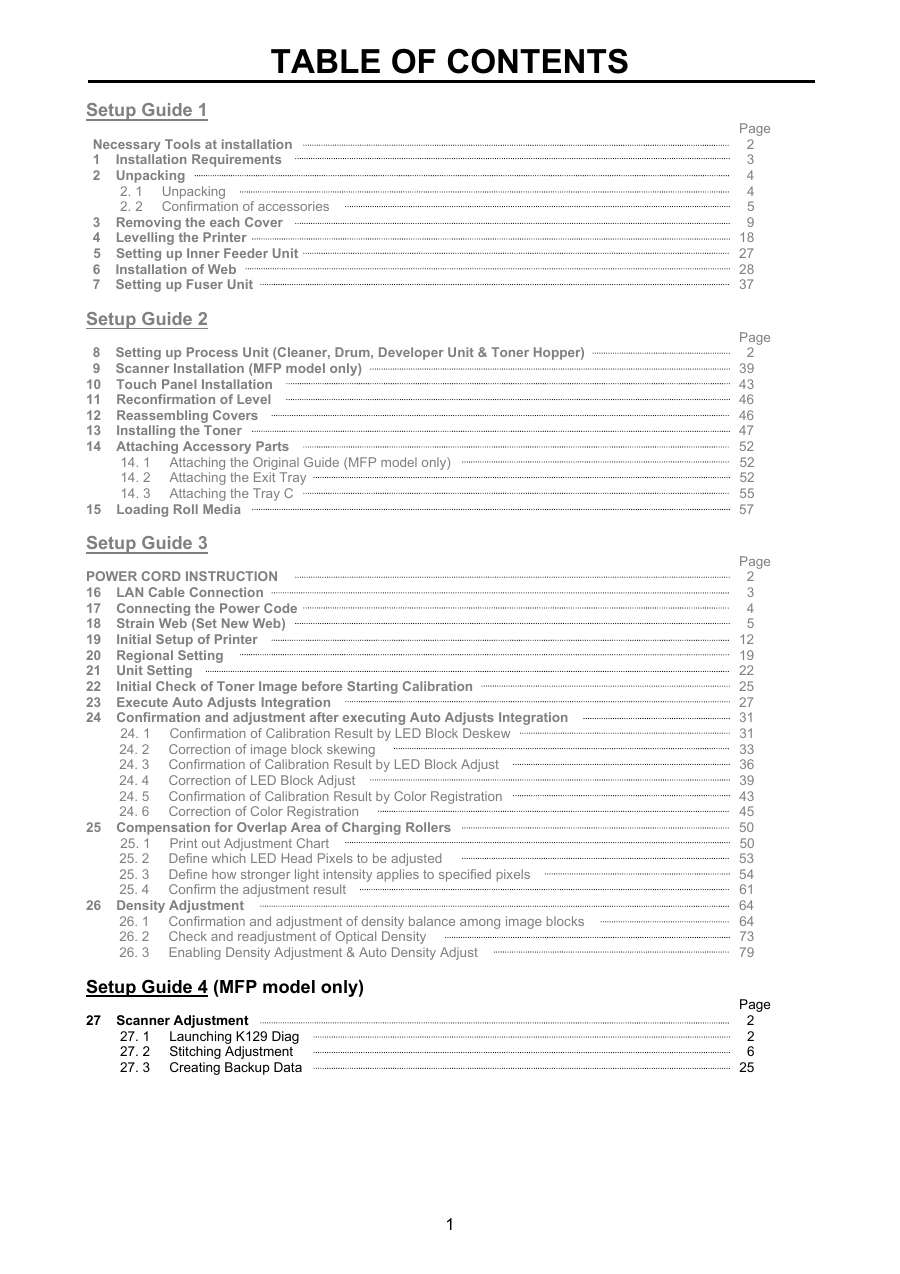 TABLE OF CONTENTS
Setup Guide 1
Page
Necessary Tools at installation 2
1 Installation Requirements 3
2 Unpacking 4
2. 1 Unpacking 4
2. 2 Confirmation of accessories 5
3 Removing the each Cover 9
4 Levelling the Printer 18
5 Setting up Inner Feeder Unit 27
6 Installation of Web 28
7 Setting up Fuser Unit 37
Setup Guide 2
Page
8 Setting up Process Unit (Cleaner, Drum, Developer Unit & Toner Hopper) 2
9 Scanner Installation (MFP model only) 39
10 Touch Panel Installation 43
11 Reconfirmation of Level 46
12 Reassembling Covers 46
13 Installing the Toner 47
14 Attaching Accessory Parts 52
14. 1 Attaching the Original Guide (MFP model only) 52
14. 2 Attaching the Exit Tray 52
14. 3 Attaching the Tray C 55
15 Loading Roll Media 57
Setup Guide 3
Page
POWER CORD INSTRUCTION 2
16 LAN Cable Connection 3
17 Connecting the Power Code 4
18 Strain Web (Set New Web) 5
19 Initial Setup of Printer 12
20 Regional Setting 19
21 Unit Setting 22
22 Initial Check of Toner Image before Starting Calibration 25
23 Execute Auto Adjusts Integration 27
24 Confirmation and adjustment after executing Auto Adjusts Integration 31
24. 1 Confirmation of Calibration Result by LED Block Deskew 31
24. 2 Correction of image block skewing 33
24. 3 Confirmation of Calibration Result by LED Block Adjust 36
24. 4 Correction of LED Block Adjust 39
24. 5 Confirmation of Calibration Result by Color Registration 43
24. 6 Correction of Color Registration 45
25 Compensation for Overlap Area of Charging Rollers 50
25. 1 Print out Adjustment Chart 50
25. 2 Define which LED Head Pixels to be adjusted 53
25. 3 Define how stronger light intensity applies to specified pixels 54
25. 4 Confirm the adjustment result 61
26 Density Adjustment 64
26. 1 Confirmation and adjustment of density balance among image blocks 64
26. 2 Check and readjustment of Optical Density 73
26. 3 Enabling Density Adjustment & Auto Density Adjust 79
Setup Guide 4 (MFP model only)
Page
27 Scanner Adjustment 2
27. 1 Launching K129 Diag 2
27. 2 Stitching Adjustment 6
27. 3 Creating Backup Data 25
1